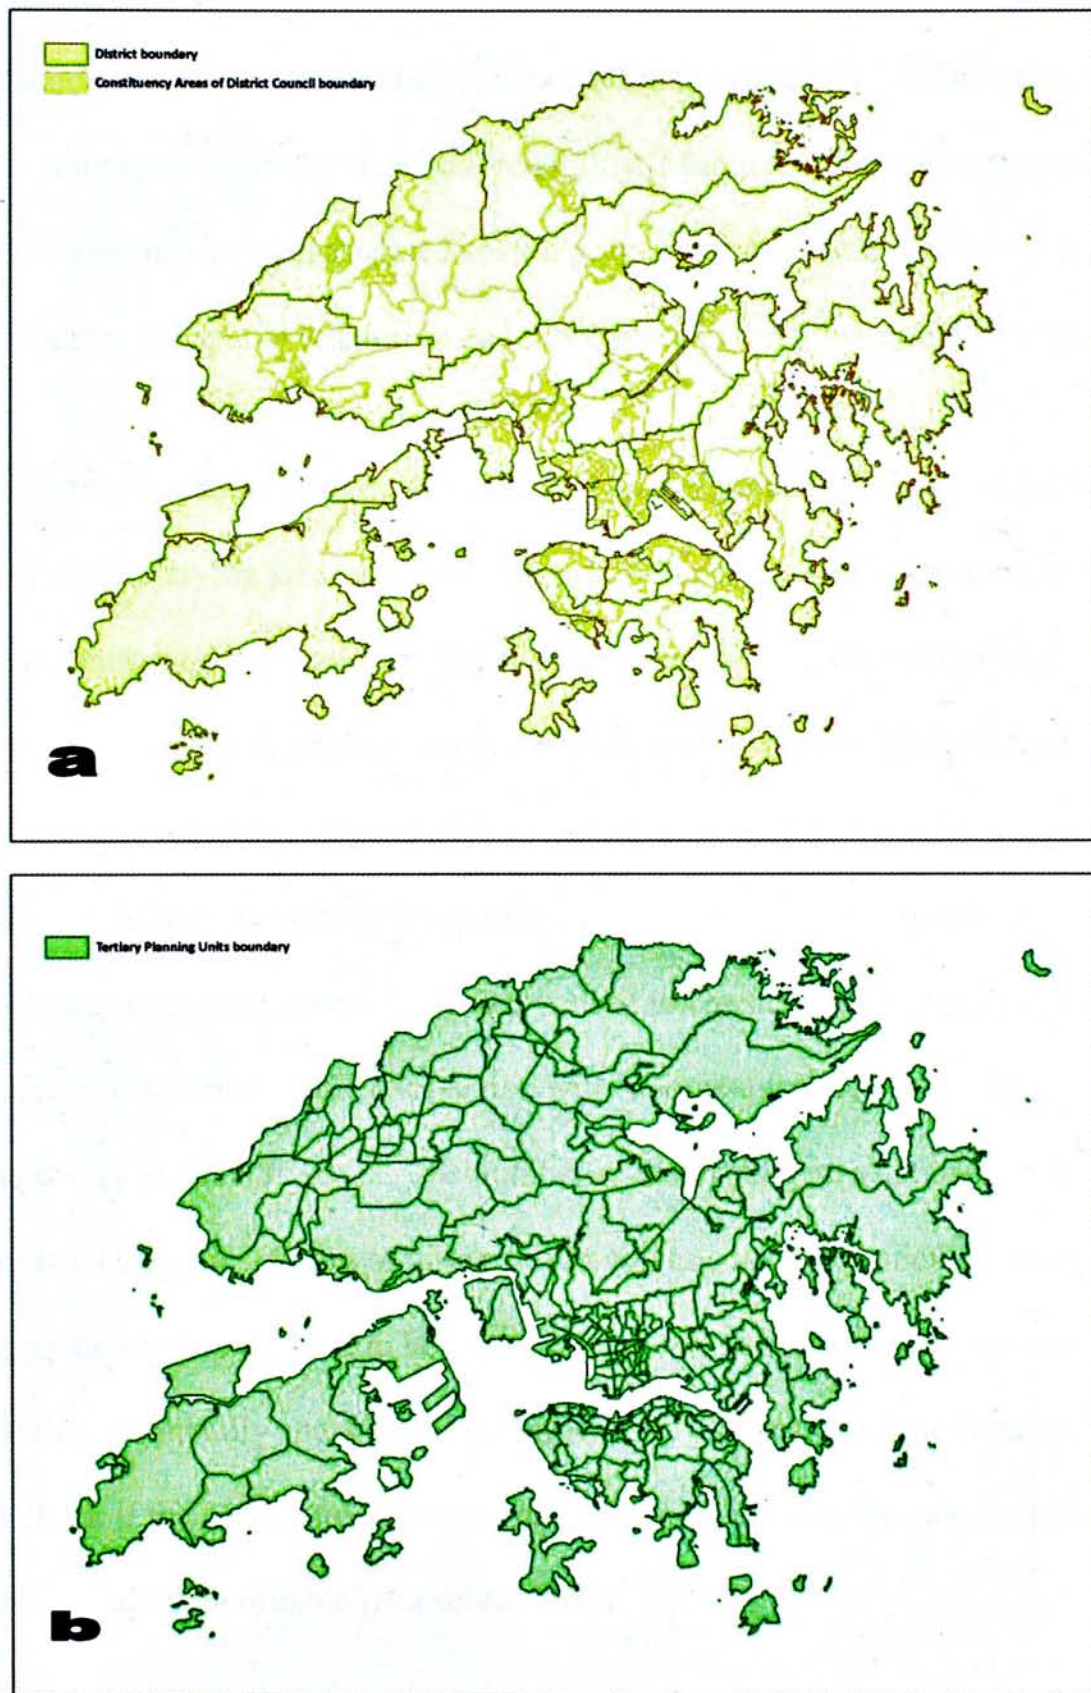 District boundary
Constituency Areas of District Council boundary
a
Tertiary Planning Units boundary
b